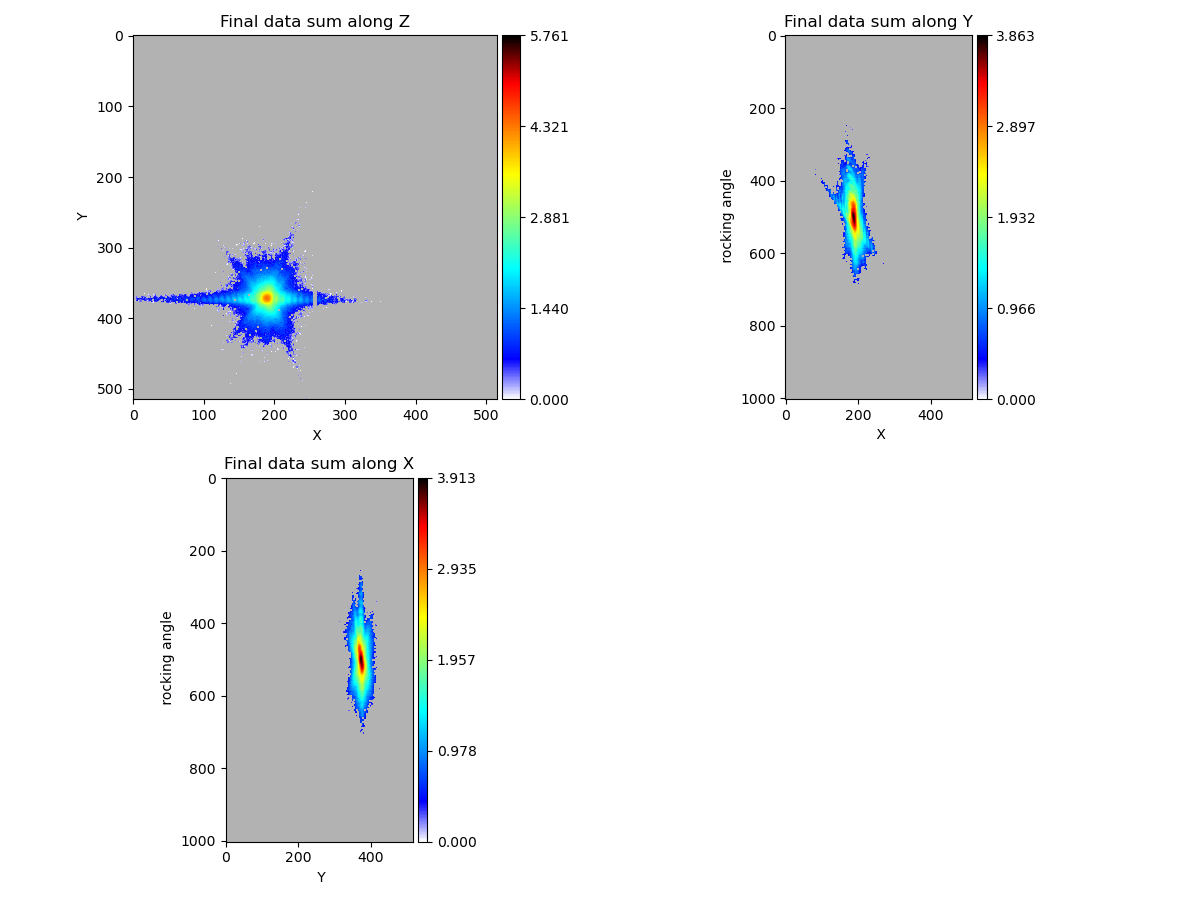 Final data sum along Z
0
100
200
300
400
500
Y
0 100 200 300 400 500
X
5.761
4.321
2.881
1.440
0.000
Final data sum along Y
0
200
400
600
800
1000
rocking angle
0 200 400
X
3.863
2.897
1.932
0.966
0.000
Final data sum along X
0
200
400
600
800
1000
rocking angle
0 200 400
Y
3.913
2.935
1.957
0.978
0.000